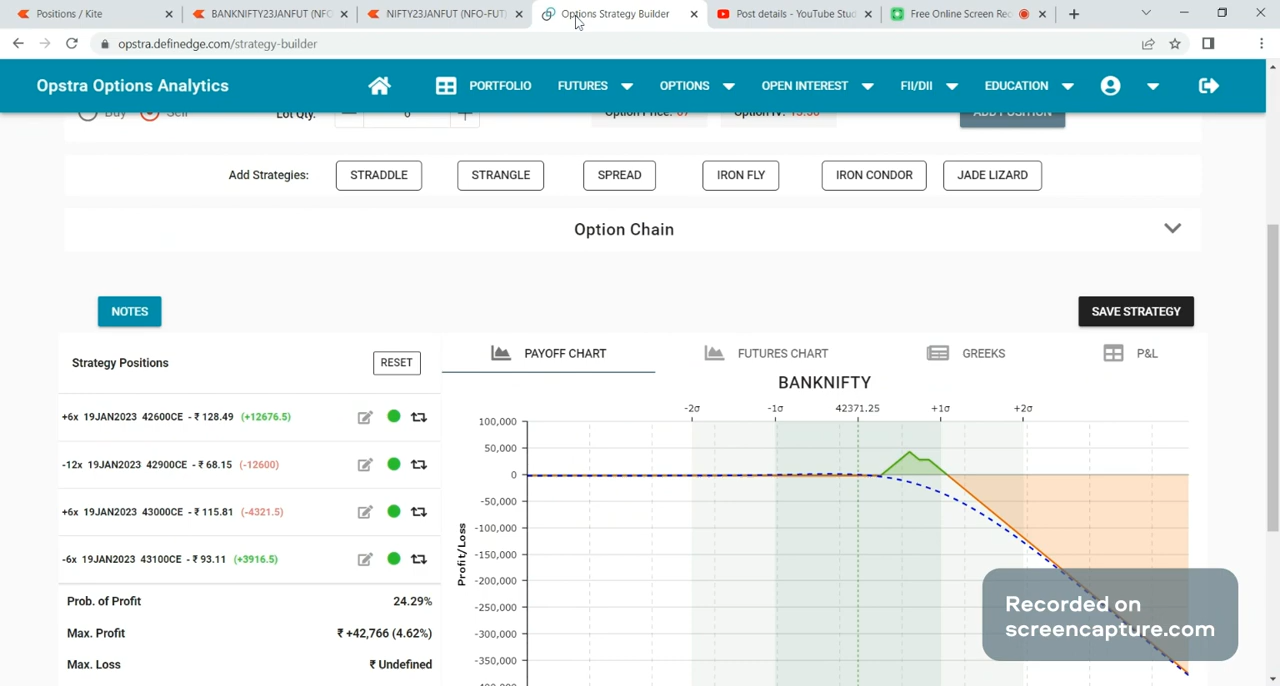 Positions / Kite
BANKNIFTY23JANFUT (NFO
NIFTY23JANFUT (NFO-FUT)
Options Strategy Builder
Post details - YouTube Stud
Free Online Screen Rec
opstra.definedge.com/strategy-builder
Opstra Options Analytics
PORTFOLIO
FUTURES
OPTIONS
OPEN INTEREST
FII/DII
EDUCATION
Buy
Sell
Lot Qty.
6
Option Price: 67
ADD POSITION
Add Strategies:
STRADDLE
STRANGLE
SPREAD
IRON FLY
IRON CONDOR
JADE LIZARD
Option Chain
NOTES
SAVE STRATEGY
Strategy Positions
RESET
PAYOFF CHART
FUTURES CHART
GREEKS
P&L
BANKNIFTY
-2σ
-1σ
42371.25
+1σ
+2σ
+6x 19JAN2023 42600CE - ₹ 128.49 (+12676.5)
-12x 19JAN2023 42900CE - ₹ 68.15 (-12600)
+6x 19JAN2023 43000CE - ₹ 115.81 (-4321.5)
-6x 19JAN2023 43100CE - ₹ 93.11 (+3916.5)
Prob. of Profit 24.29%
Max. Profit ₹ +42,766 (4.62%)
Max. Loss ₹ Undefined
100,000
50,000
0
-50,000
-100,000
-150,000
-200,000
-250,000
-300,000
-350,000
Profit/Loss
Recorded on
screencapture.com